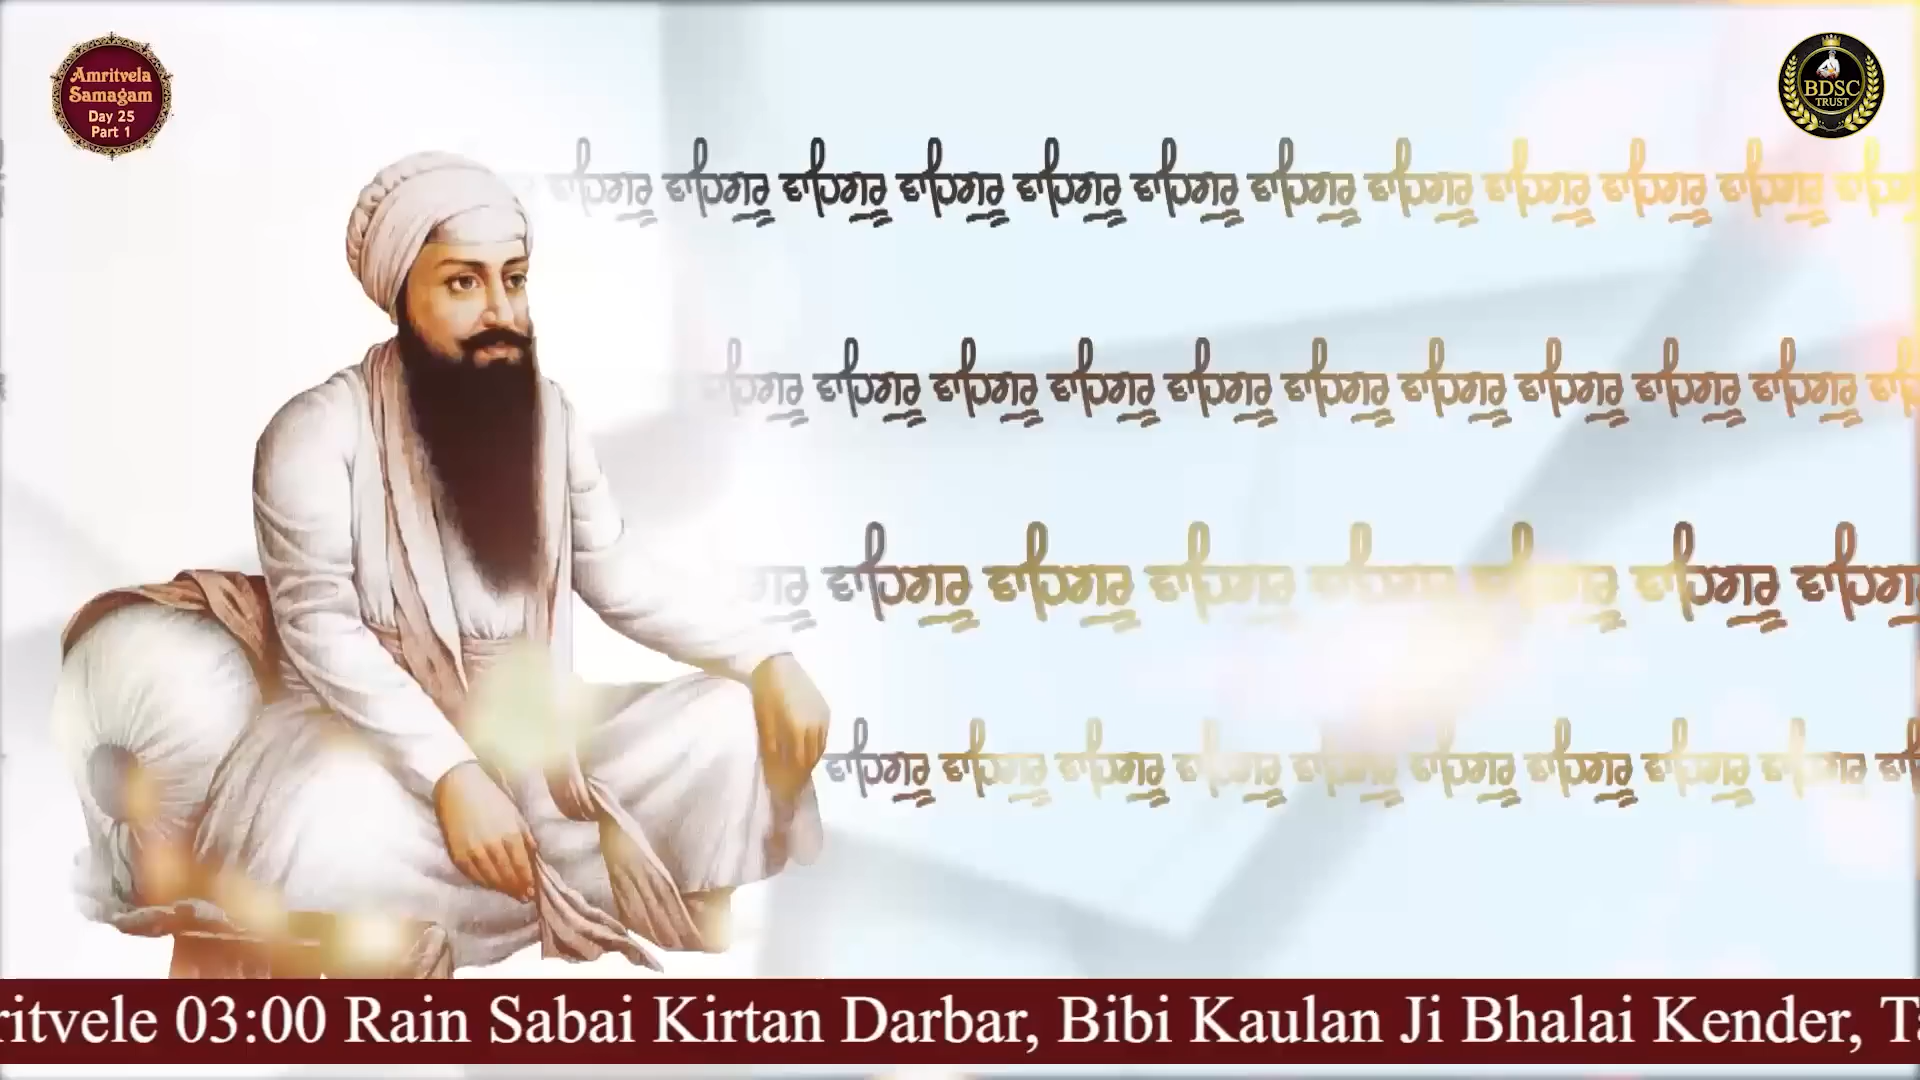 Amritvela
Samagam
Day 25
Part 1
BDSC
TRUST
ਵਾਹਿਗੁਰੂ ਵਾਹਿਗੁਰੂ ਵਾਹਿਗੁਰੂ ਵਾਹਿਗੁਰੂ ਵਾਹਿਗੁਰੂ ਵਾਹਿਗੁਰੂ ਵਾਹਿਗੁਰੂ ਵਾਹਿਗੁਰੂ ਵਾਹਿਗੁਰੂ ਵਾਹਿਗੁਰੂ ਵਾਹਿਗੁਰੂ
ਵਾਹਿਗੁਰੂ ਵਾਹਿਗੁਰੂ ਵਾਹਿਗੁਰੂ ਵਾਹਿਗੁਰੂ ਵਾਹਿਗੁਰੂ ਵਾਹਿਗੁਰੂ ਵਾਹਿਗੁਰੂ ਵਾਹਿਗੁਰੂ ਵਾਹਿਗੁਰੂ ਵਾਹਿਗੁਰੂ
ਵਾਹਿਗੁਰੂ ਵਾਹਿਗੁਰੂ ਵਾਹਿਗੁਰੂ ਵਾਹਿਗੁਰੂ ਵਾਹਿਗੁਰੂ ਵਾਹਿਗੁਰੂ ਵਾਹਿਗੁਰੂ
ਵਾਹਿਗੁਰੂ ਵਾਹਿਗੁਰੂ ਵਾਹਿਗੁਰੂ ਵਾਹਿਗੁਰੂ ਵਾਹਿਗੁਰੂ ਵਾਹਿਗੁਰੂ ਵਾਹਿਗੁਰੂ ਵਾਹਿਗੁਰੂ ਵਾਹਿਗੁਰੂ
ritvele 03:00 Rain Sabai Kirtan Darbar, Bibi Kaulan Ji Bhalai Kender,